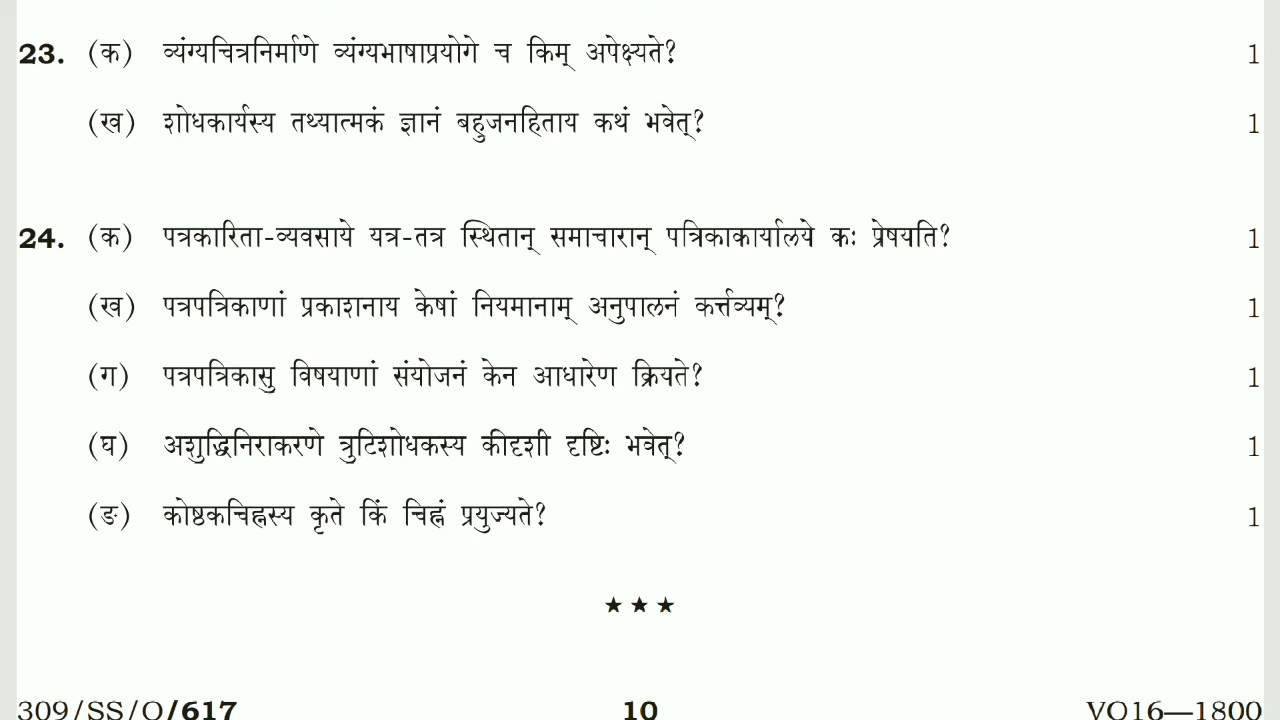 23. (क) व्यंग्यचित्रनिर्माणे व्यंग्यभाषाप्रयोगे च किम् अपेक्ष्यते? 1
(ख) शोधकार्यस्य तथ्यात्मकं ज्ञानं बहुजनहिताय कथं भवेत्? 1
24. (क) पत्रकारिता-व्यवसाये यत्र-तत्र स्थितान् समाचारान् पत्रिकाकार्यालये कः प्रेषयति? 1
(ख) पत्रपत्रिकाणां प्रकाशनाय केषां नियमानाम् अनुपालनं कर्त्तव्यम्? 1
(ग) पत्रपत्रिकासु विषयाणां संयोजनं केन आधारेण क्रियते? 1
(घ) अशुद्धिनिराकरणे त्रुटिशोधकस्य कीदृशी दृष्टिः भवेत्? 1
(ङ) कोष्ठकचिह्नस्य कृते किं चिह्नं प्रयुज्यते? 1
★ ★ ★
309/SS/O/617 10 VO16—1800